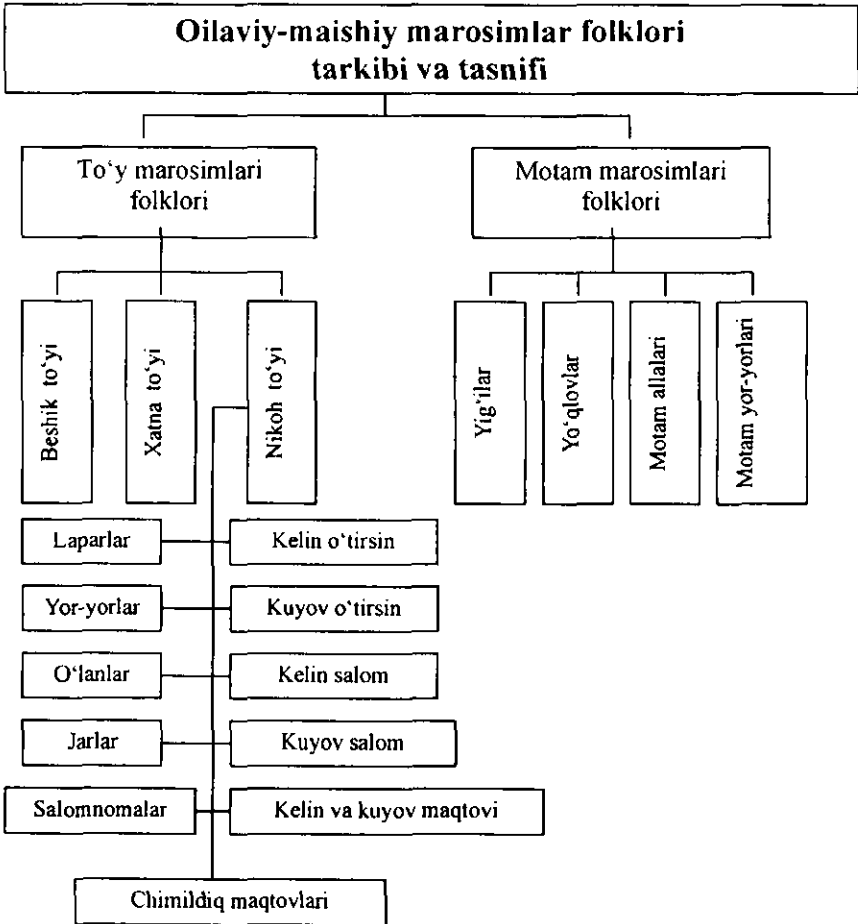 Oilaviy-maishiy marosimlar folklori
tarkibi va tasnifi
To‘y marosimlari
folklori
Motam marosimlari
folklori
Beshik to‘yi
Xatna to‘yi
Nikoh to‘yi
Yig‘ilar
Yo‘qlovlar
Motam allalari
Motam yor-yorlari
Laparlar
Kelin o‘tirsin
Yor-yorlar
Kuyov o‘tirsin
O‘lanlar
Kelin salom
Jarlar
Kuyov salom
Salomnomalar
Kelin va kuyov maqtovi
Chimildiq maqtovlari